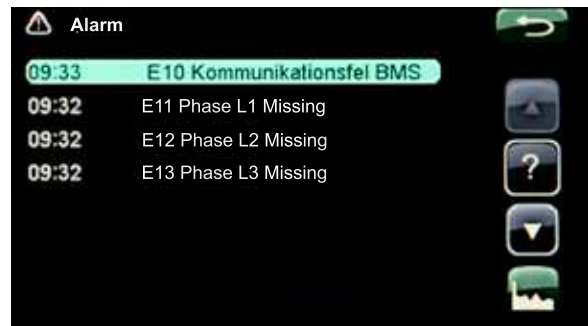 Alarm
09:33 E10 Kommunikationsfel BMS
09:32 E11 Phase L1 Missing
09:32 E12 Phase L2 Missing
09:32 E13 Phase L3 Missing
?